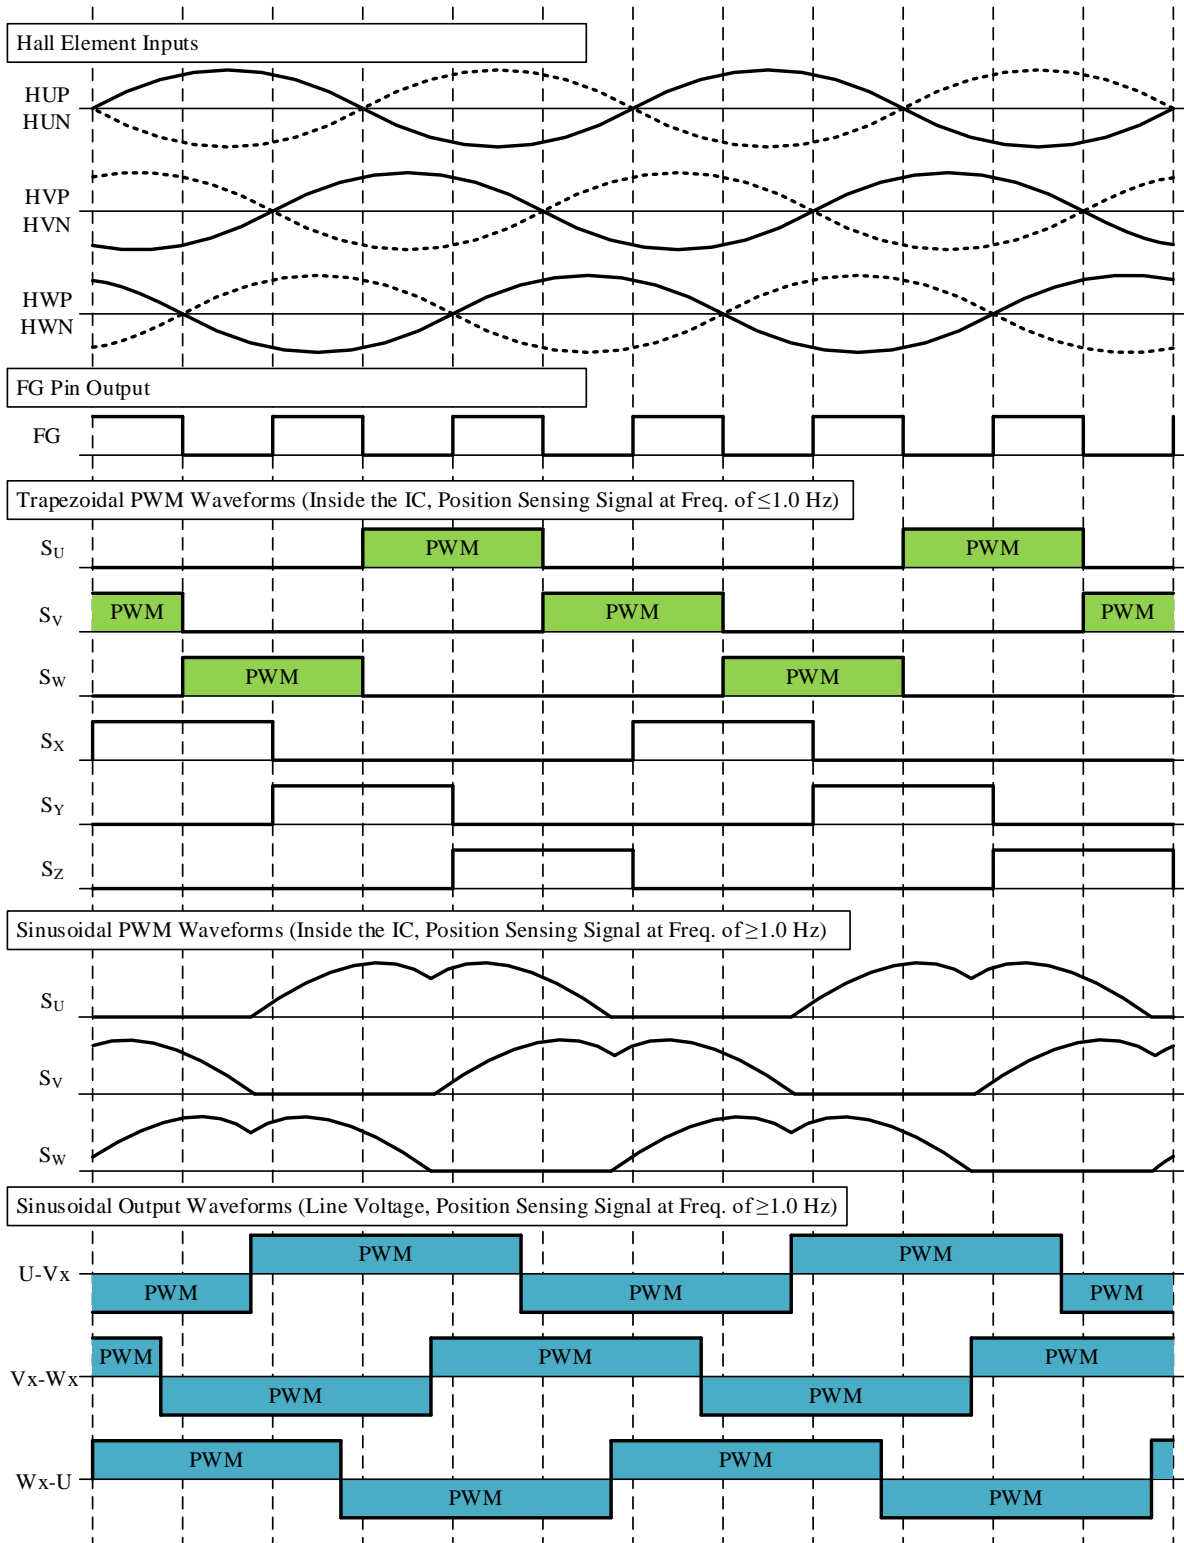 Hall Element Inputs
HUP
HUN
HVP
HVN
HWP
HWN
FG Pin Output
FG
Trapezoidal PWM Waveforms (Inside the IC, Position Sensing Signal at Freq. of ≤1.0 Hz)
SU PWM PWM
SV PWM PWM PWM
SW PWM PWM
SX
SY
SZ
Sinusoidal PWM Waveforms (Inside the IC, Position Sensing Signal at Freq. of ≥1.0 Hz)
SU
SV
SW
Sinusoidal Output Waveforms (Line Voltage, Position Sensing Signal at Freq. of ≥1.0 Hz)
PWM PWM
U-Vx
PWM PWM PWM
PWM PWM PWM
Vx-Wx
PWM PWM
PWM PWM
Wx-U
PWM PWM